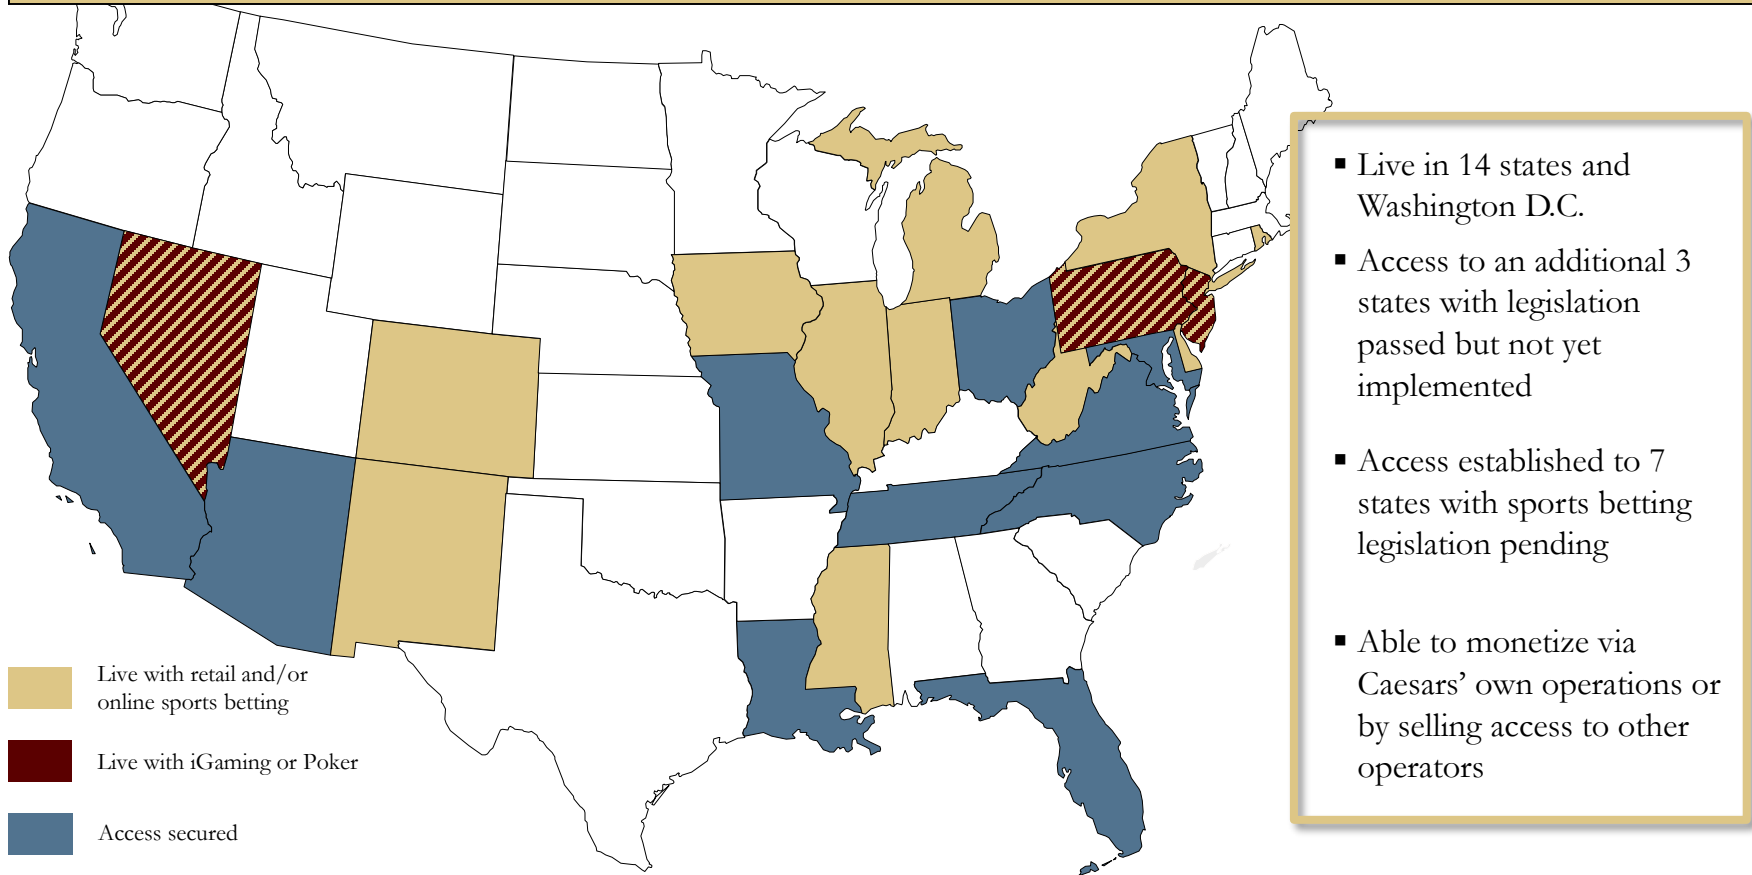 ▪ Live in 14 states and
Washington D.C.
▪ Access to an additional 3
states with legislation
passed but not yet
implemented
▪ Access established to 7
states with sports betting
legislation pending
▪ Able to monetize via
Caesars’ own operations or
by selling access to other
operators
Live with retail and/or
online sports betting
Live with iGaming or Poker
Access secured